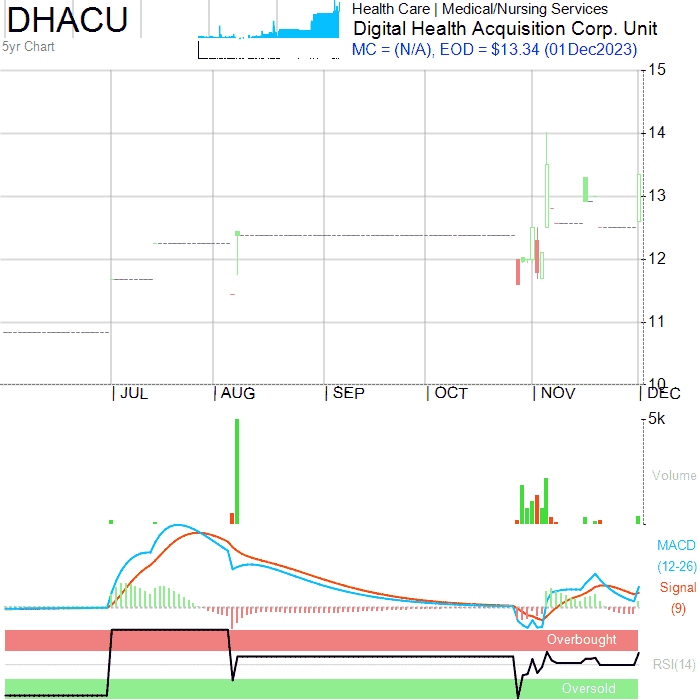 DHACU
5yr Chart
Health Care | Medical/Nursing Services
Digital Health Acquisition Corp. Unit
MC = (N/A), EOD = $13.34 (01Dec2023)
15
14
13
12
11
10
JUL AUG SEP OCT NOV DEC
5k
Volume
MACD
(12-26)
Signal
(9)
Overbought
RSI(14)
Oversold